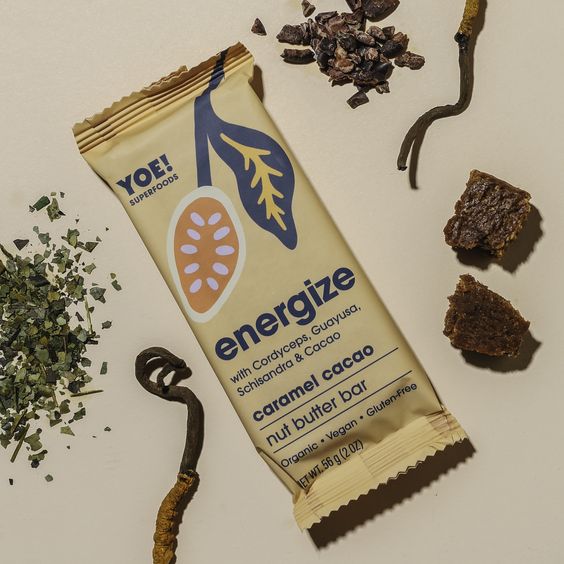 YOE!
SUPERFOODS
energize
with Cordyceps, Guayusa,
Schisandra & Cacao
caramel cacao
nut butter bar
Organic • Vegan • Gluten-Free
NET WT. 56 g (2 OZ)